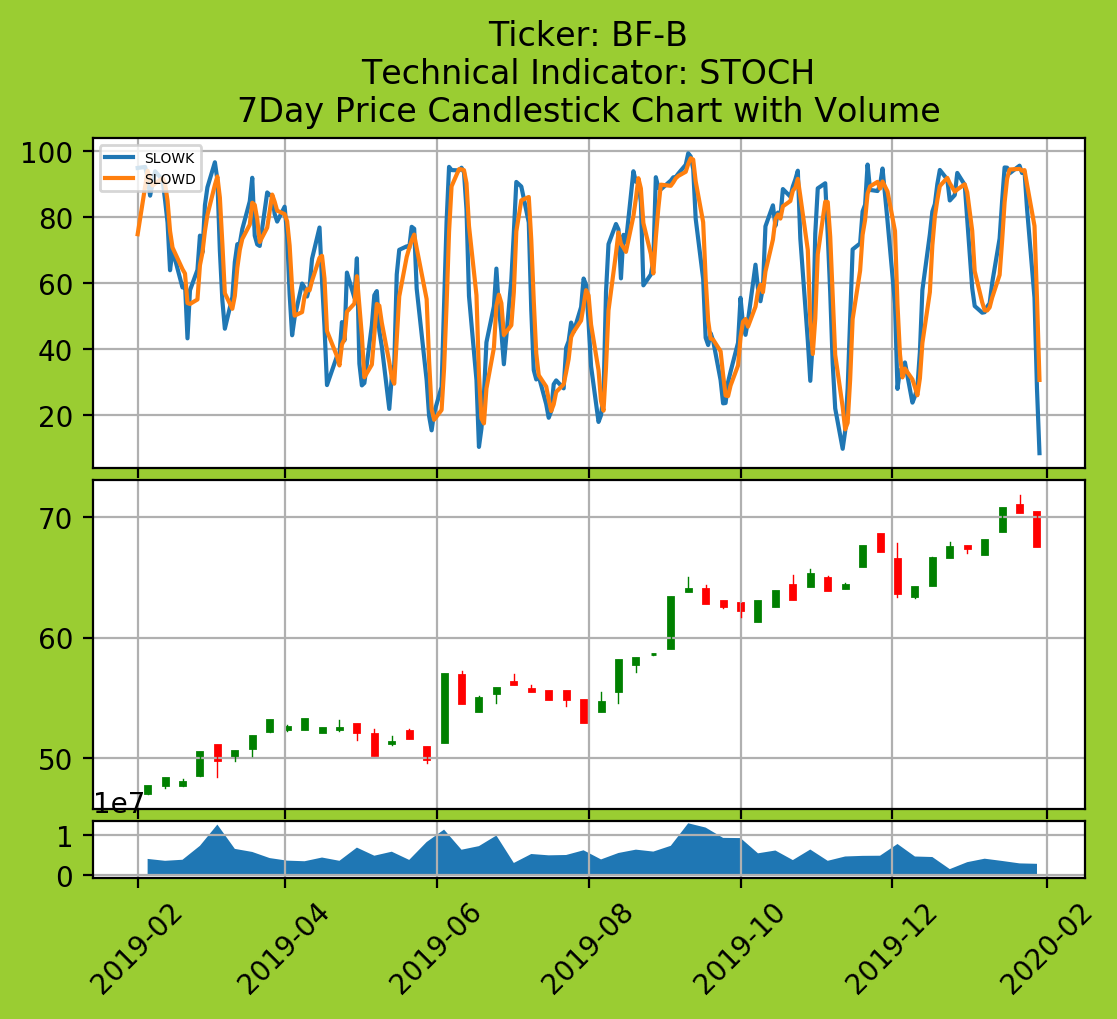 Ticker: BF-B
Technical Indicator: STOCH
7Day Price Candlestick Chart with Volume
100
80
60
40
20
SLOWK
SLOWD
70
60
50
1e7
1
0
2019-02
2019-04
2019-06
2019-08
2019-10
2019-12
2020-02